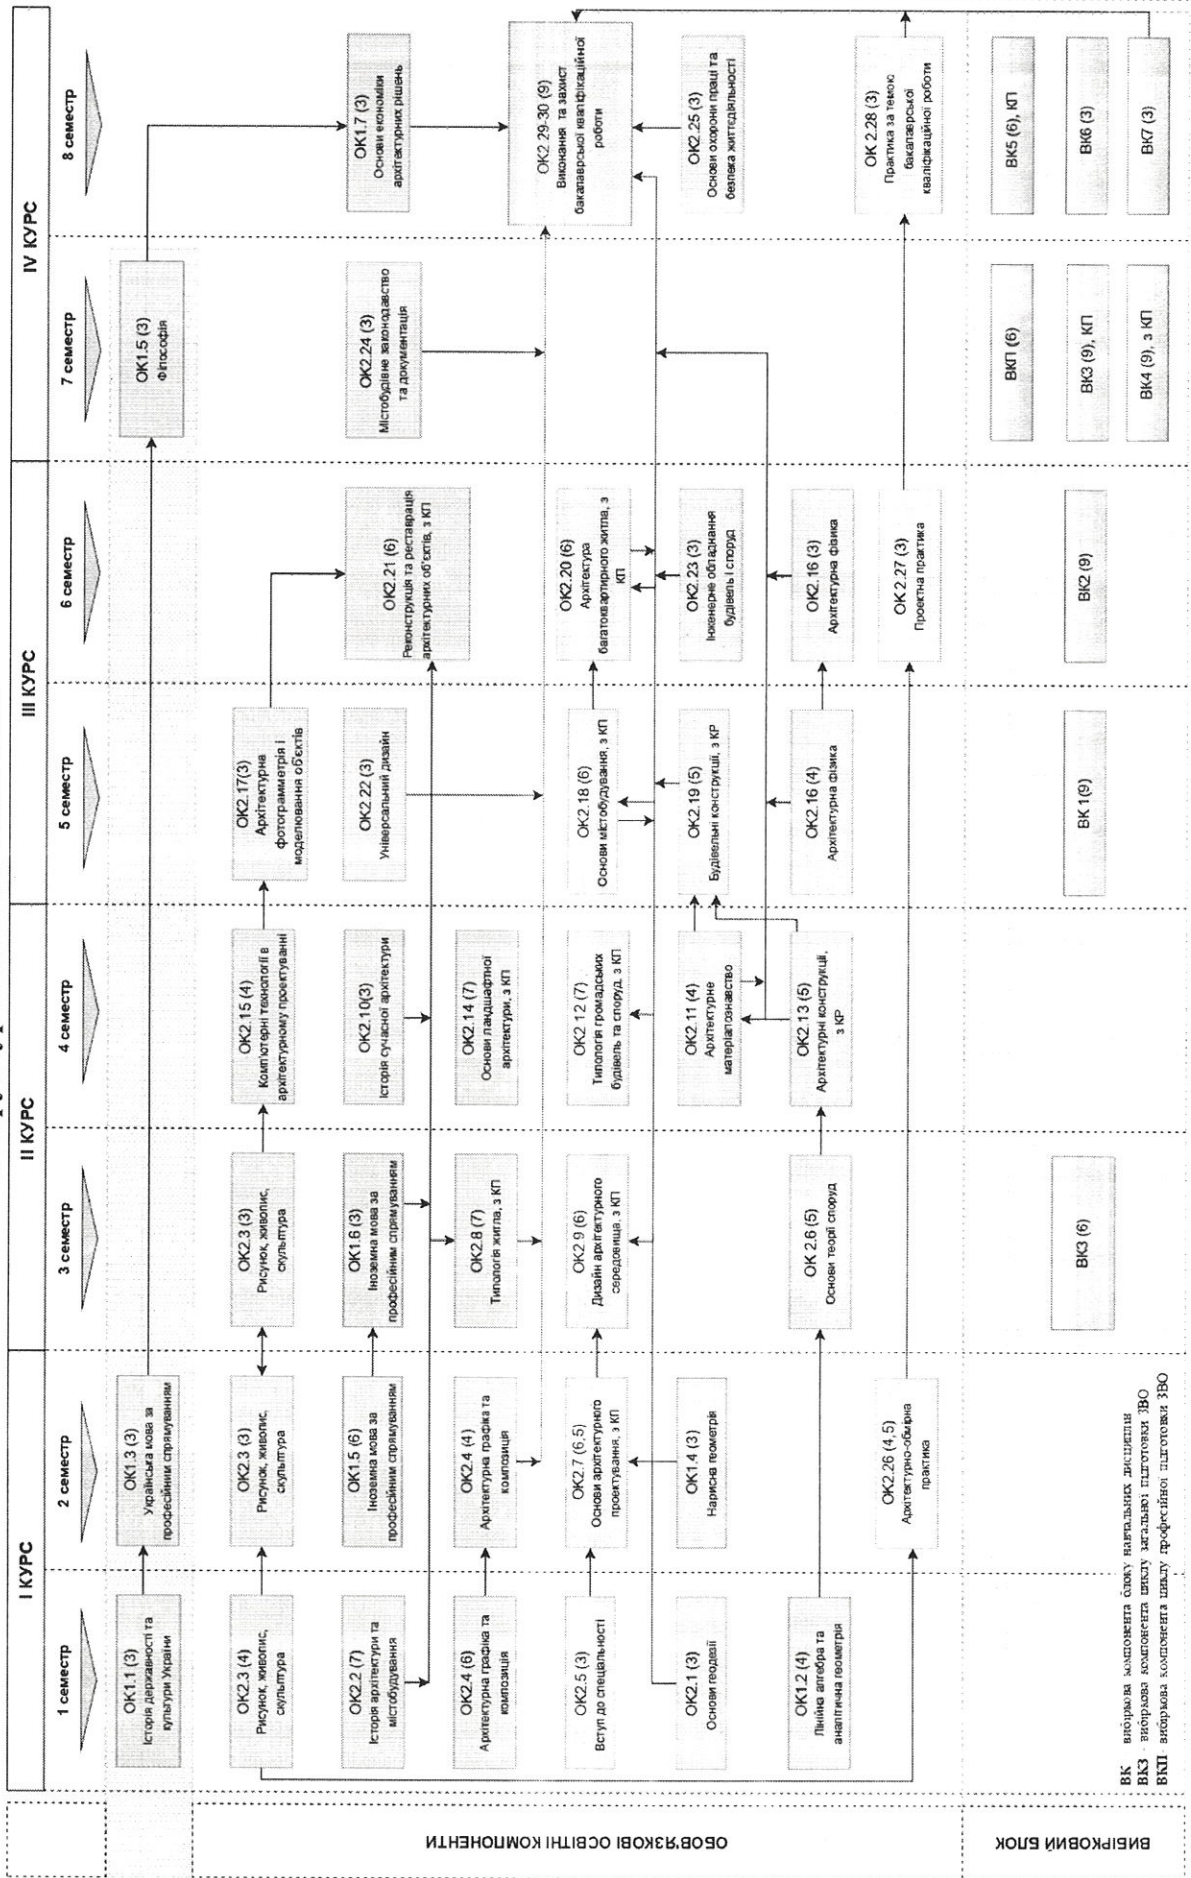 I КУРС
II КУРС
III КУРС
IV КУРС
1 семестр
2 семестр
3 семестр
4 семестр
5 семестр
6 семестр
7 семестр
8 семестр
ОК1.1 (3)
Історія державності та
культури України
ОК1.3 (3)
Українська мова за
професійним спрямуванням
ОК1.5 (3)
Філософія
ОБОВ'ЯЗКОВІ ОСВІТНІ КОМПОНЕНТИ
ОК2.3 (4)
Рисунок, живопис,
скульптура
ОК2.3 (3)
Рисунок, живопис,
скульптура
ОК2.3 (3)
Рисунок, живопис,
скульптура
ОК2.15 (4)
Комп'ютерні технології в
архітектурному проектуванні
ОК2.17(3)
Архітектурна
фотограмметрія і
моделювання об'єктів
ОК2.2 (7)
Історія архітектури та
містобудування
ОК1.5 (6)
Іноземна мова за
професійним спрямуванням
ОК1.6 (3)
Іноземна мова за
професійним спрямуванням
ОК2.10(3)
Історія сучасної архітектури
ОК2 22 (3)
Універсальний дизайн
ОК2.21 (6)
Реконструкція та реставрація
архітектурних об'єктів, з КП
ОК2.24 (3)
Містобудівне законодавство
та документація
ОК1.7 (3)
Основи економіки
архітектурних рішень
ОК2.4 (6)
Архітектурна графіка та
композиція
ОК2.4 (4)
Архітектурна графіка та
композиція
ОК2.8 (7)
Типологія житла, з КП
ОК2.14 (7)
Основи ландшафтної
архітектури, з КП
ОК2.5 (3)
Вступ до спеціальності
ОК2.7 (6,5)
Основи архітектурного
проектування, з КП
ОК2.9 (6)
Дизайн архітектурного
середовища, з КП
ОК2 12 (7)
Типологія громадських
будівель та споруд, з КП
ОК2.18 (6)
Основи містобудування, з КП
ОК2.20 (6)
Архітектура
багатоквартирного житла, з
КП
ОК2.29-30 (9)
Виконання та захист
бакалаврської кваліфікаційної
роботи
ОК2.1 (3)
Основи геодезії
ОК1.4 (3)
Нарисна геометрія
ОК2.11 (4)
Архітектурне
матеріалознавство
ОК2.19 (5)
Будівельні конструкції, з КР
ОК2.23 (3)
Інженерне обладнання
будівель і споруд
ОК2.25 (3)
Основи охорони праці та
безпека життєдіяльності
ОК1.2 (4)
Лінійна алгебра та
аналітична геометрія
ОК 2.6 (5)
Основи теорії споруд
ОК2.13 (5)
Архітектурні конструкції,
з КР
ОК2.16 (4)
Архітектурна фізика
ОК2.16 (3)
Архітектурна фізика
ОК2.26 (4,5)
Архітектурно-обмірна
практика
ОК 2.27 (3)
Проектна практика
ОК 2.28 (3)
Практика за темою
бакалаврської
кваліфікаційної роботи
ВИБІРКОВИЙ БЛОК
ВКЗ (6)
ВК 1(9)
ВК2 (9)
ВКП (6)
ВК3 (9), КП
ВК4 (9), з КП
ВК5 (6), КП
ВК6 (3)
ВК7 (3)
ВК вибіркова компонента блоку навчальних дисциплін
ВКЗ - вибіркова компонента циклу загальної підготовки ЗВО
ВКП - вибіркова компонента циклу професійної підготовки ЗВО